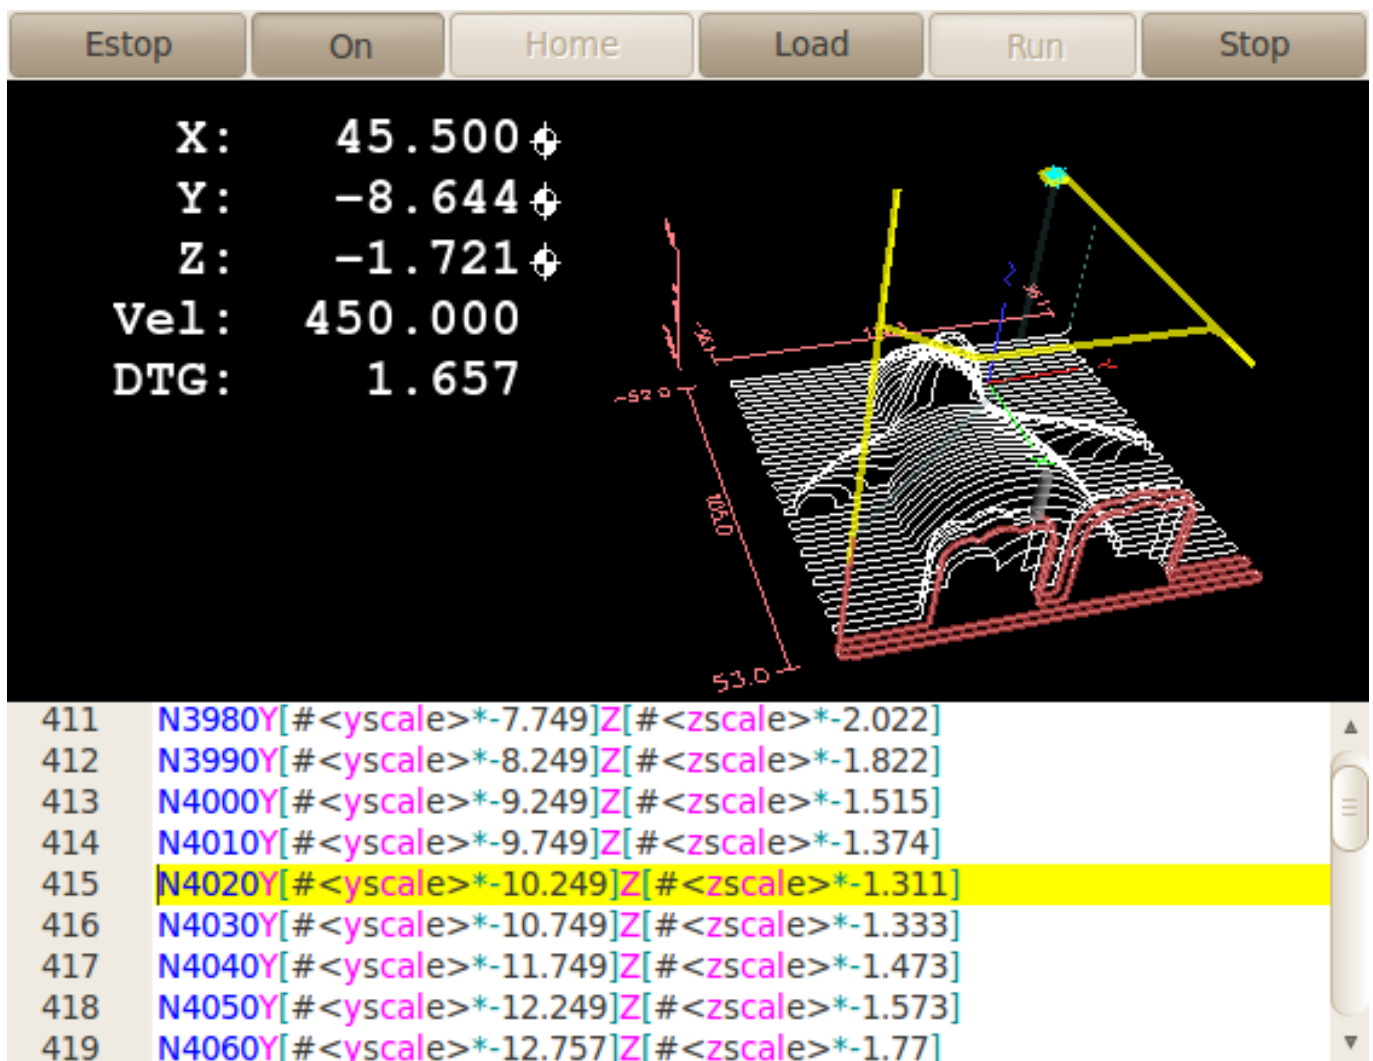 Estop On Home Load Run Stop
X: 45.500
Y: -8.644
Z: -1.721
Vel: 450.000
DTG: 1.657
-52.0
105.0
53.0
411 N3980Y[#<yscale>*-7.749]Z[#<zscale>*-2.022]
412 N3990Y[#<yscale>*-8.249]Z[#<zscale>*-1.822]
413 N4000Y[#<yscale>*-9.249]Z[#<zscale>*-1.515]
414 N4010Y[#<yscale>*-9.749]Z[#<zscale>*-1.374]
415 N4020Y[#<yscale>*-10.249]Z[#<zscale>*-1.311]
416 N4030Y[#<yscale>*-10.749]Z[#<zscale>*-1.333]
417 N4040Y[#<yscale>*-11.749]Z[#<zscale>*-1.473]
418 N4050Y[#<yscale>*-12.249]Z[#<zscale>*-1.573]
419 N4060Y[#<yscale>*-12.757]Z[#<zscale>*-1.77]